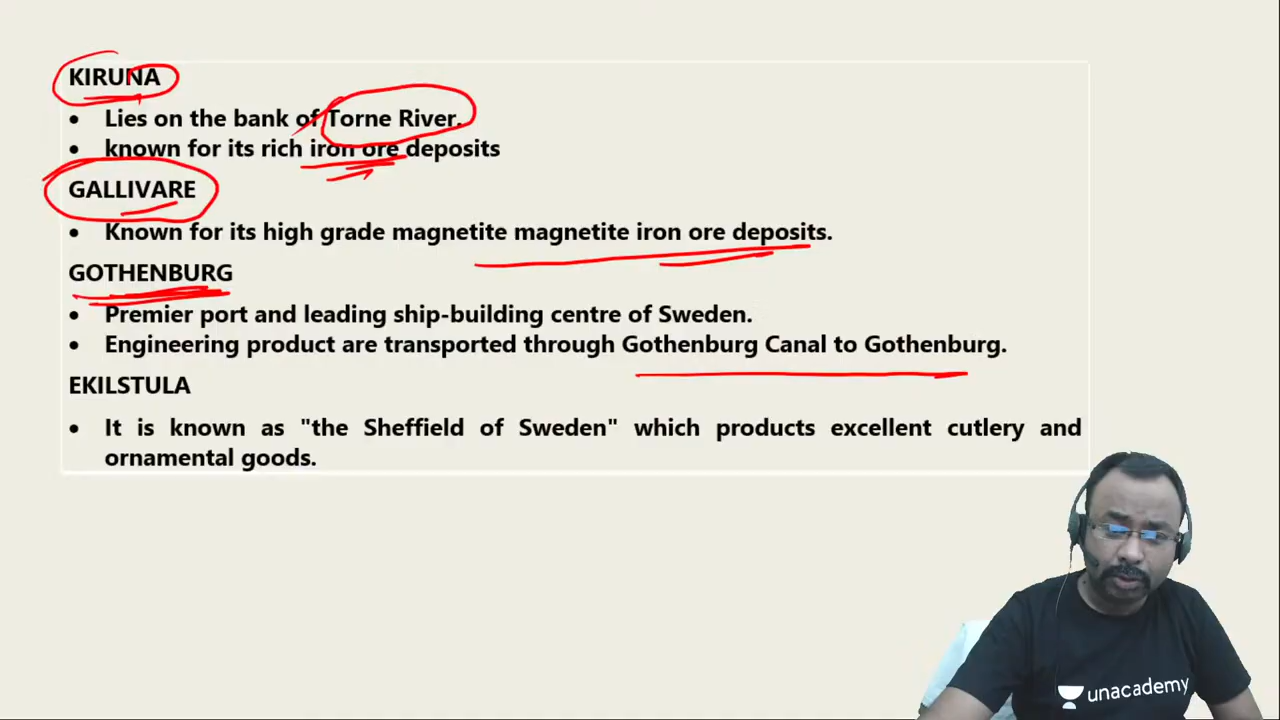 KIRUNA
• Lies on the bank of Torne River.
• known for its rich iron ore deposits
GALLIVARE
• Known for its high grade magnetite magnetite iron ore deposits.
GOTHENBURG
• Premier port and leading ship-building centre of Sweden.
• Engineering product are transported through Gothenburg Canal to Gothenburg.
EKILSTULA
• It is known as "the Sheffield of Sweden" which products excellent cutlery and
ornamental goods.
unacademy